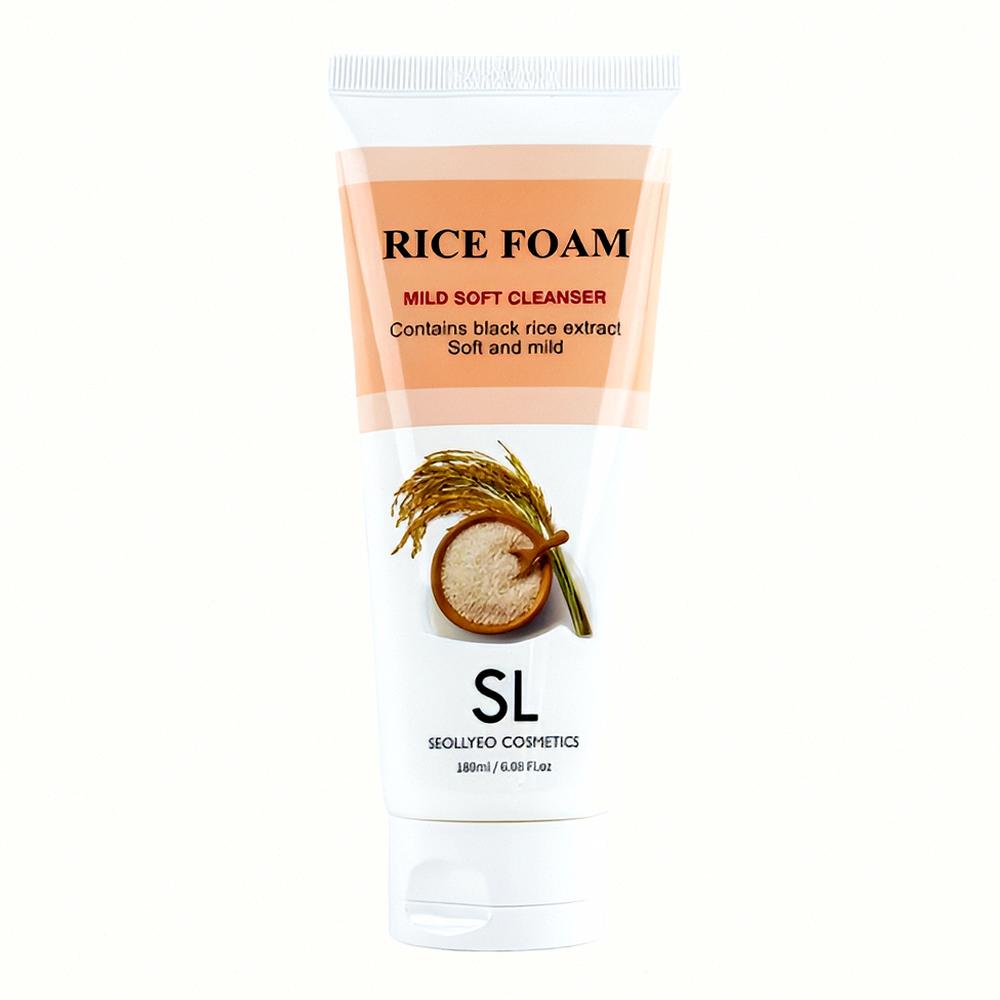 RICE FOAM
MILD SOFT CLEANSER
Contains black rice extract
Soft and mild
SL
SEOLLYEO COSMETICS
180ml / 6.08 FL.oz